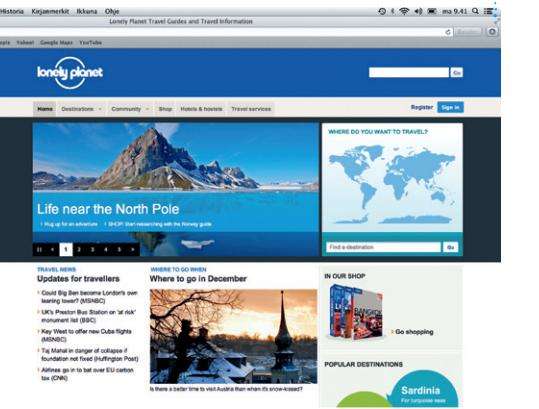 Historia Kirjanmerkit Ikkuna Ohje ma 9.41
Lonely Planet Travel Guides and Travel Information
Yahoo! Google Maps YouTube
lonely planet
Go
Home Destinations Community Shop Hotels & hostels Travel services
Register Sign in
WHERE DO YOU WANT TO TRAVEL?
Life near the North Pole
Rug up for an adventure SHOP: Start researching with the Norway guide
1 2 3 4 5
Find a destination Go
TRAVEL NEWS
Updates for travellers
Could Big Ben become London's own
leaning tower? (MSNBC)
UK's Preston Bus Station on 'at risk'
monument list (BBC)
Key West to offer new Cuba flights
(MSNBC)
Taj Mahal in danger of collapse if
foundation not fixed (Huffington Post)
Airlines go in to bat over EU carbon
tax (CNN)
WHERE TO GO WHEN
Where to go in December
Is there a better time to visit Austria than when it's snow-kissed?
IN OUR SHOP
BANGKOK
Go shopping
POPULAR DESTINATIONS
Sardinia
For turquoise seas